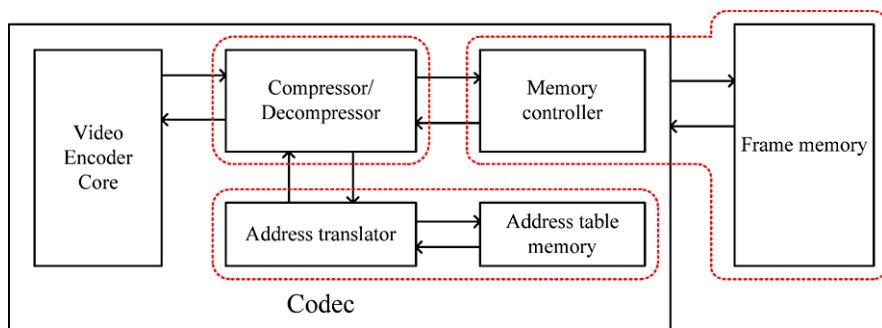 Video
Encoder
Core
Compressor/
Decompressor
Memory
controller
Frame memory
Address translator
Address table
memory
Codec